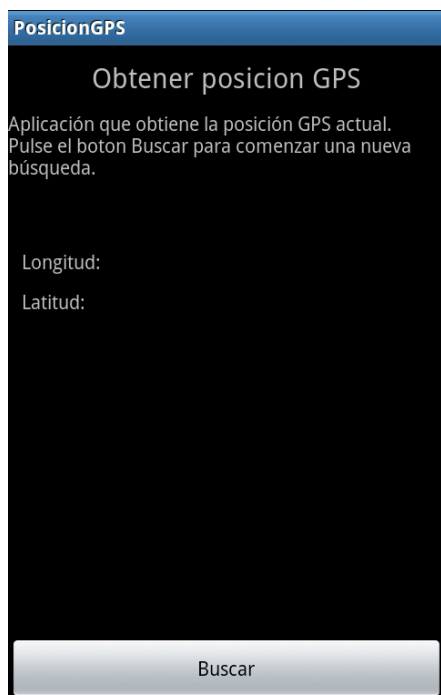 PosicionGPS
Obtener posicion GPS
Aplicación que obtiene la posición GPS actual.
Pulse el boton Buscar para comenzar una nueva
búsqueda.
Longitud:
Latitud:
Buscar